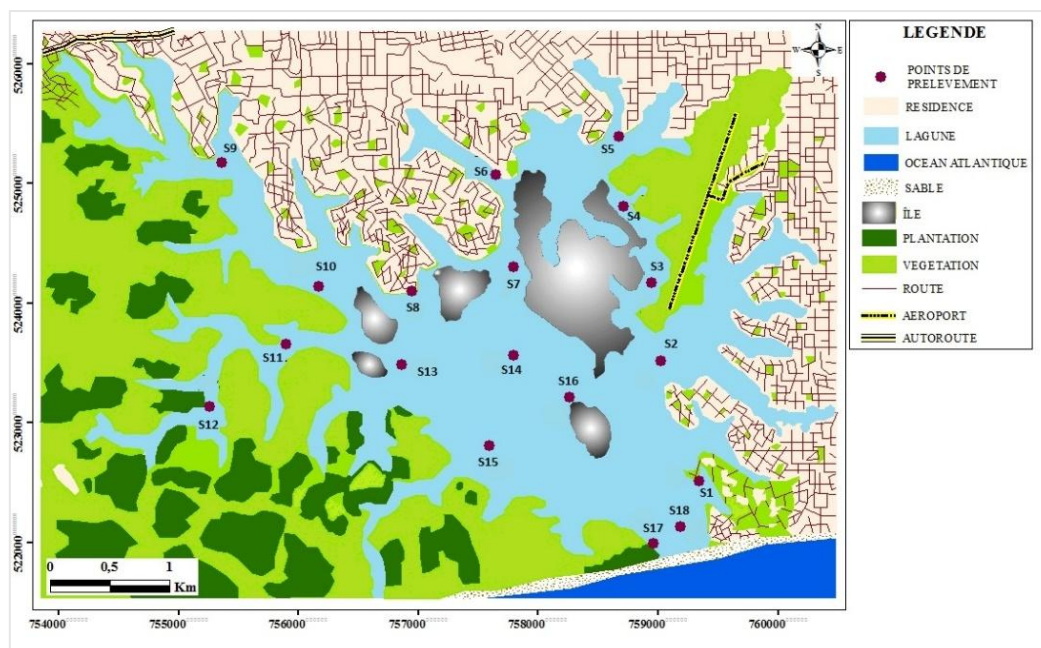 N
W E
S
S9
S5
S6
S4
S10
S7
S3
S8
S11.
S13
S14
S2
S16
S12
S15
S1
S18
S17
0 0,5 1
Km
526000
525000
524000
523000
522000
754000 755000 756000 757000 758000 759000 760000
LEGENDE
POINTS DE
PRELEVEMENT
RESIDENCE
LAGUNE
OCEAN ATLANTIQUE
SABLE
ÎLE
PLANTATION
VEGETATION
ROUTE
AEROPORT
AUTOROUTE